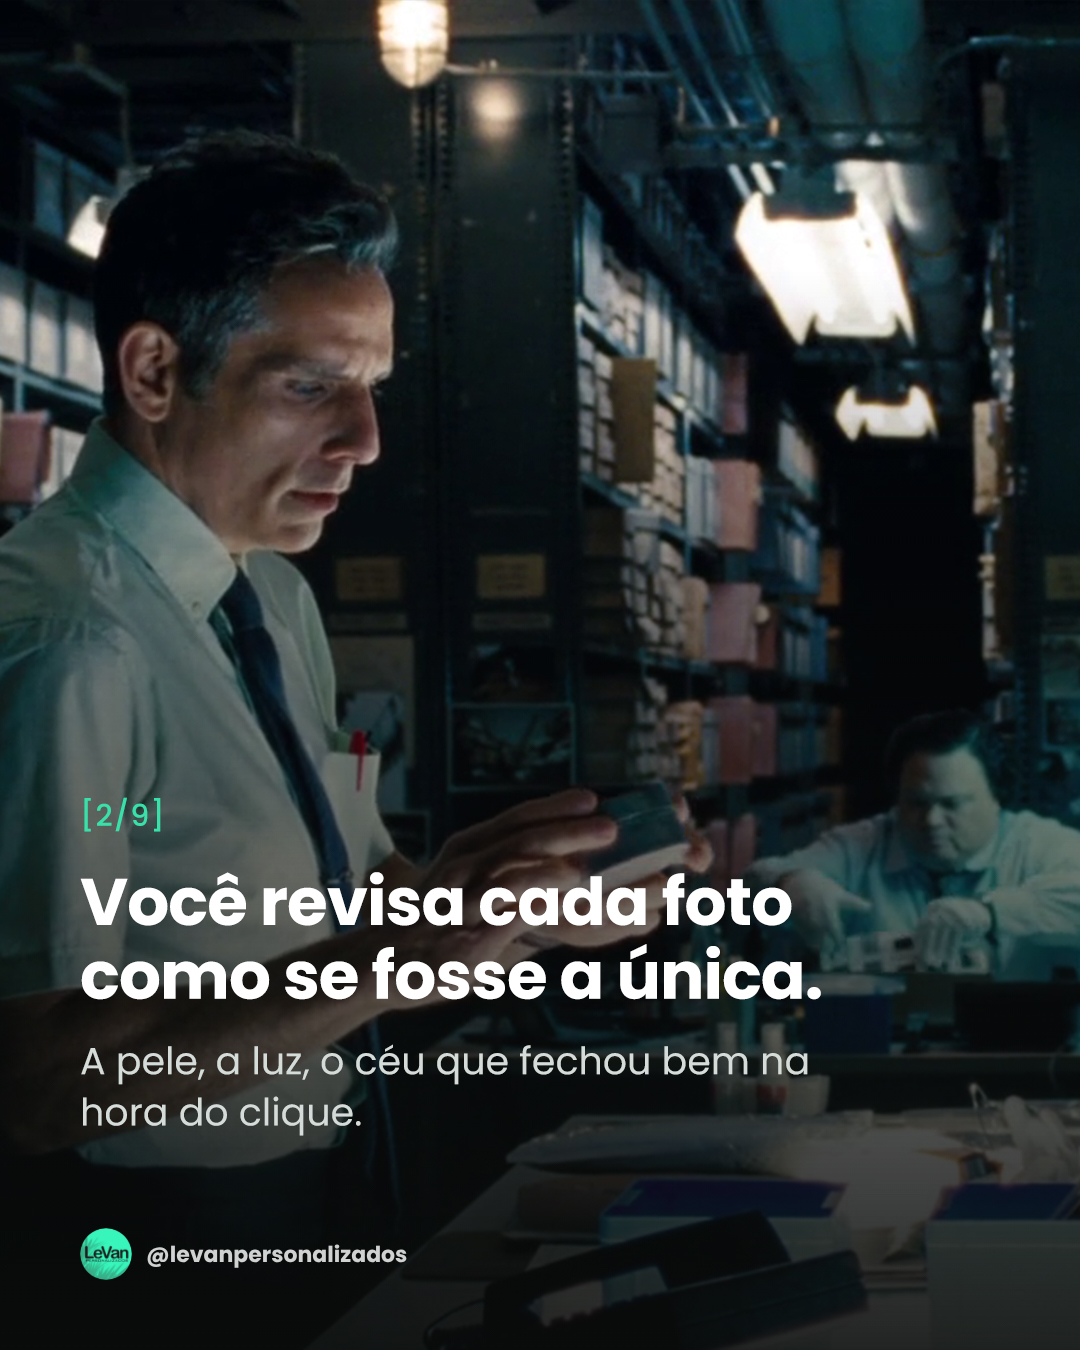 [2/9]
Você revisa cada foto
como se fosse a única.
A pele, a luz, o céu que fechou bem na
hora do clique.
LeVan
@levanpersonalizados